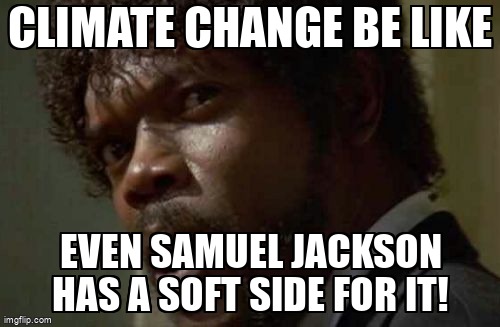 CLIMATE CHANGE BE LIKE
EVEN SAMUEL JACKSON
HAS A SOFT SIDE FOR IT!
imgflip.com